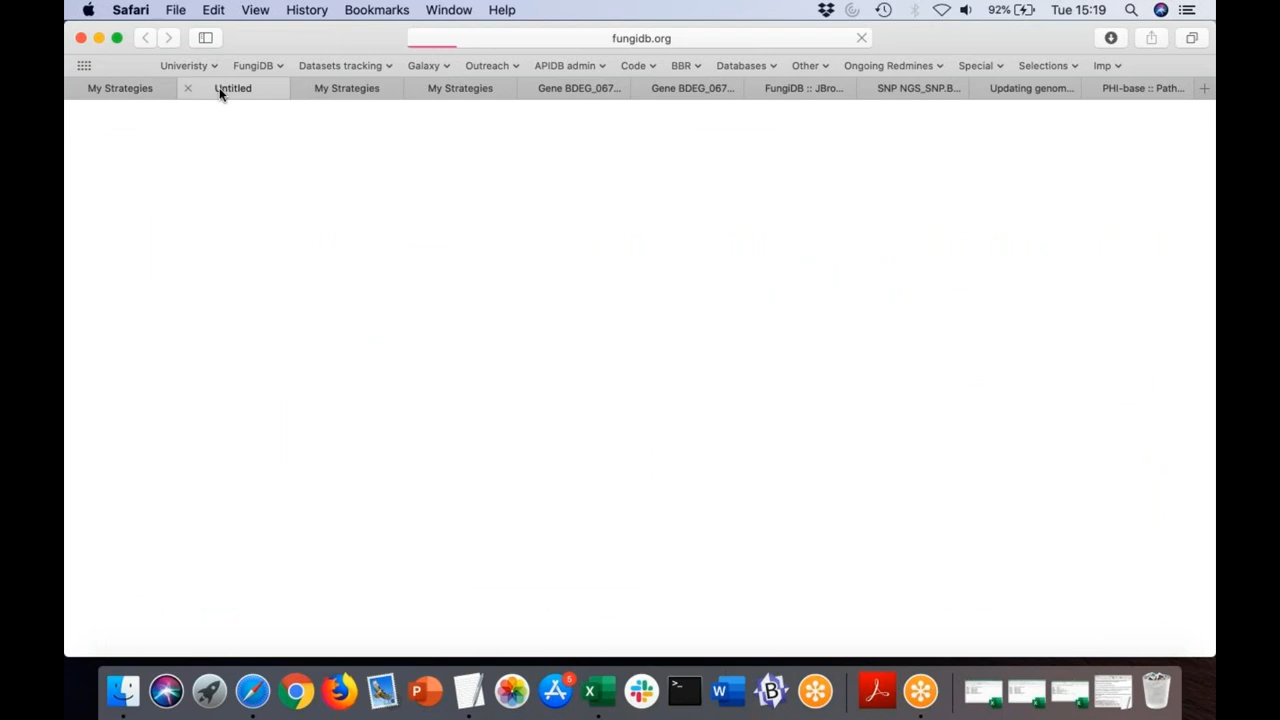 Safari File Edit View History Bookmarks Window Help 92% Tue 15:19
fungidb.org
Univeristy FungiDB Datasets tracking Galaxy Outreach APIDB admin Code BBR Databases Other Ongoing Redmines Special Selections Imp
My Strategies Untitled My Strategies My Strategies Gene BDEG_067... Gene BDEG_067... FungiDB :: JBro... SNP NGS_SNP.B... Updating genom... PHI-base :: Path...
5